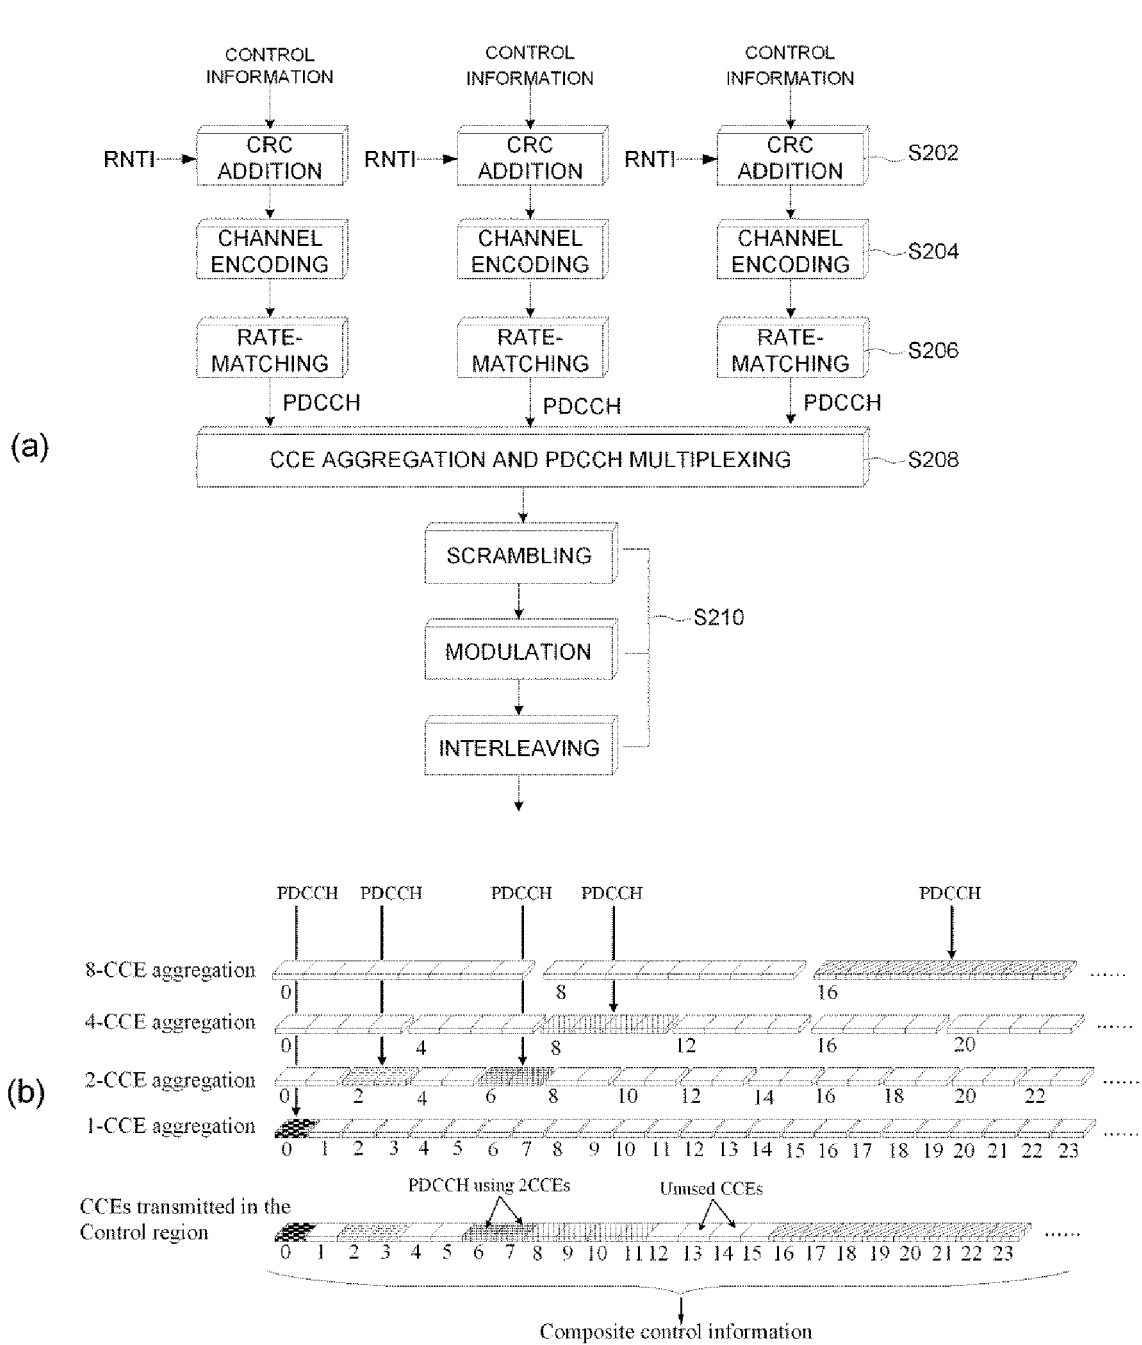 CONTROL INFORMATION
CONTROL INFORMATION
CONTROL INFORMATION
RNTI
CRC ADDITION
RNTI
CRC ADDITION
RNTI
CRC ADDITION
S202
CHANNEL ENCODING
CHANNEL ENCODING
CHANNEL ENCODING
S204
RATE-MATCHING
RATE-MATCHING
RATE-MATCHING
S206
PDCCH
PDCCH
PDCCH
(a)
CCE AGGREGATION AND PDCCH MULTIPLEXING
S208
SCRAMBLING
MODULATION
S210
INTERLEAVING
PDCCH PDCCH PDCCH PDCCH PDCCH
8-CCE aggregation
......
0 8 16
4-CCE aggregation
......
0 4 8 12 16 20
(b)
2-CCE aggregation
......
0 2 4 6 8 10 12 14 16 18 20 22
1-CCE aggregation
......
0 1 2 3 4 5 6 7 8 9 10 11 12 13 14 15 16 17 18 19 20 21 22 23
PDCCH using 2CCEs
Unused CCEs
CCEs transmitted in the
Control region
......
0 1 2 3 4 5 6 7 8 9 10 11 12 13 14 15 16 17 18 19 20 21 22 23
Composite control information